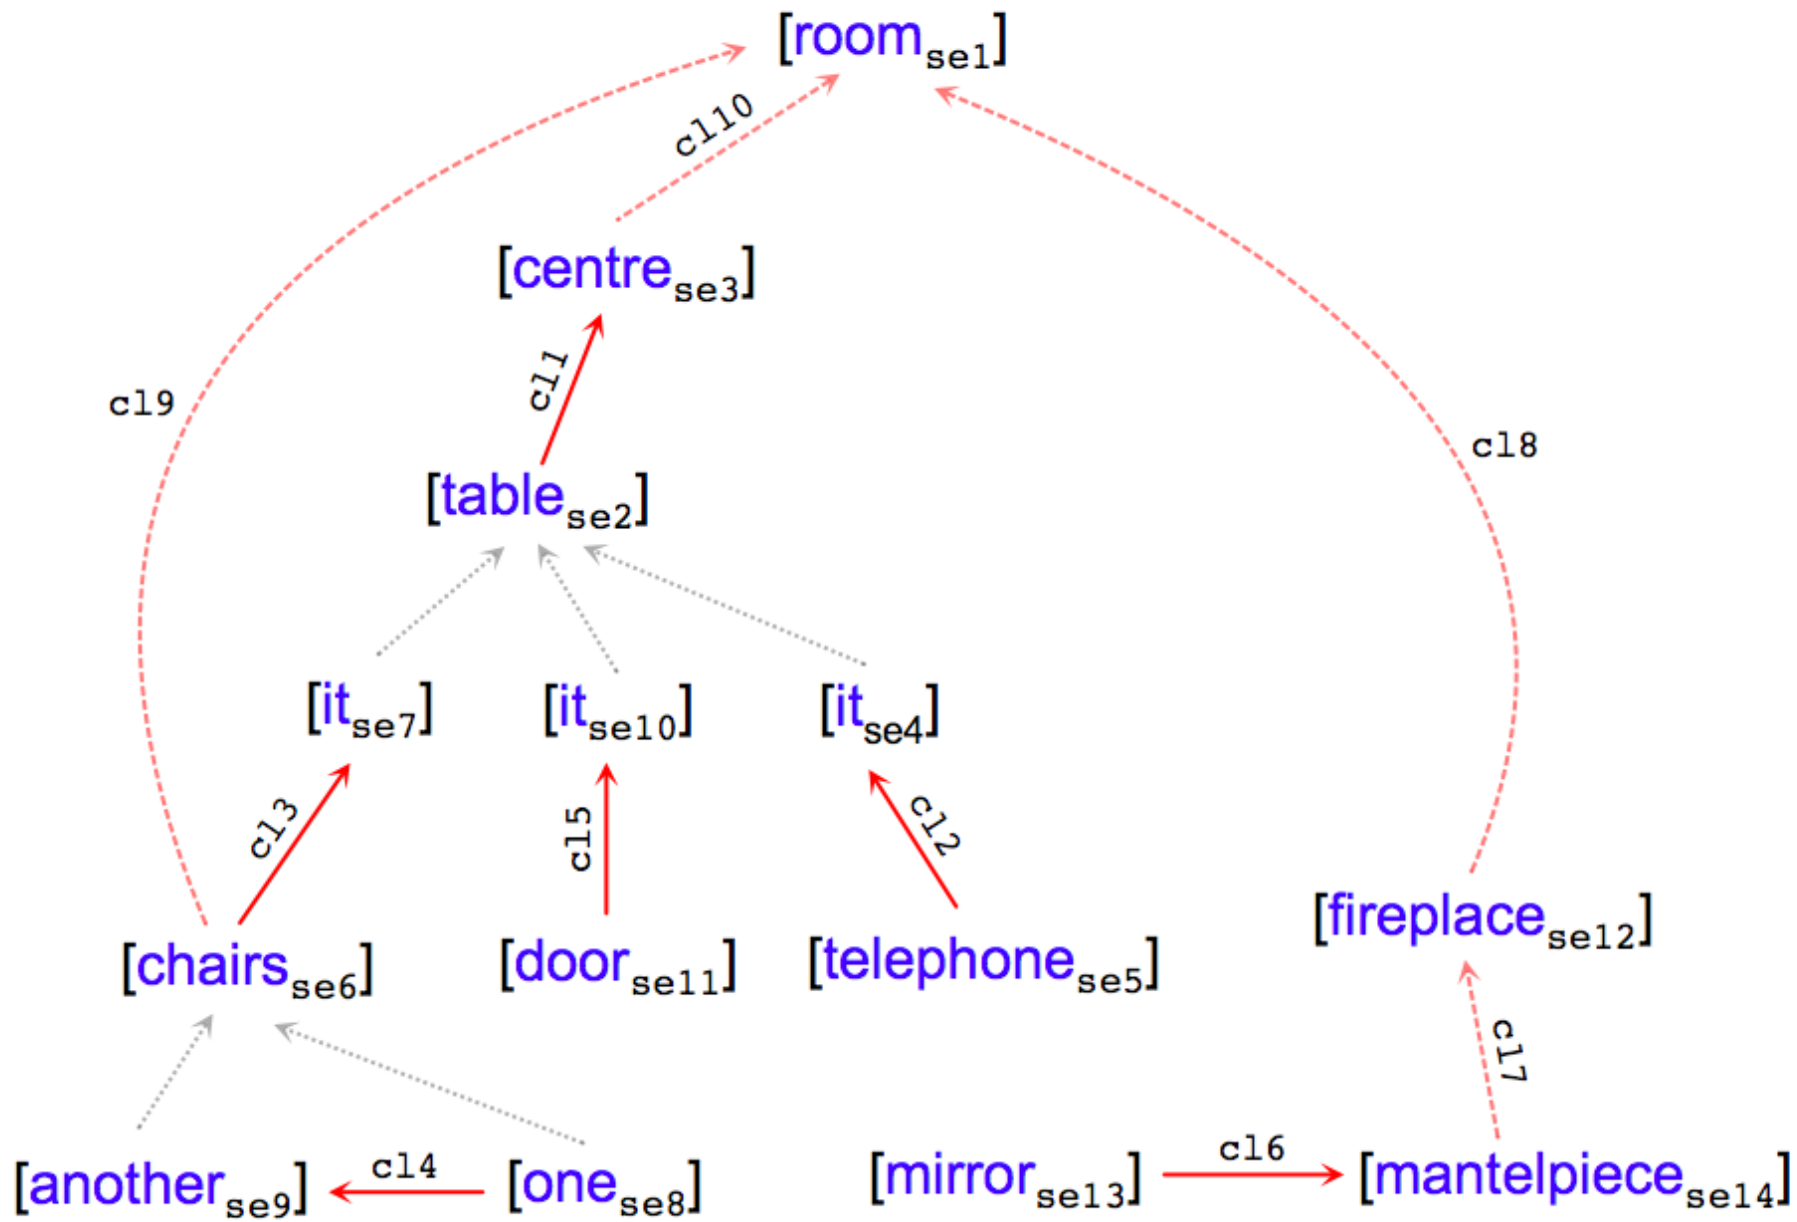 [room se1]
cl10
[centre se3]
cl1
cl9
cl8
[table se2]
[it se7] [it se10] [it se4]
cl3 cl5 cl2
[fireplace se12]
[chairs se6] [door se11] [telephone se5]
cl7
cl4 cl6
[another se9] [one se8] [mirror se13] [mantelpiece se14]